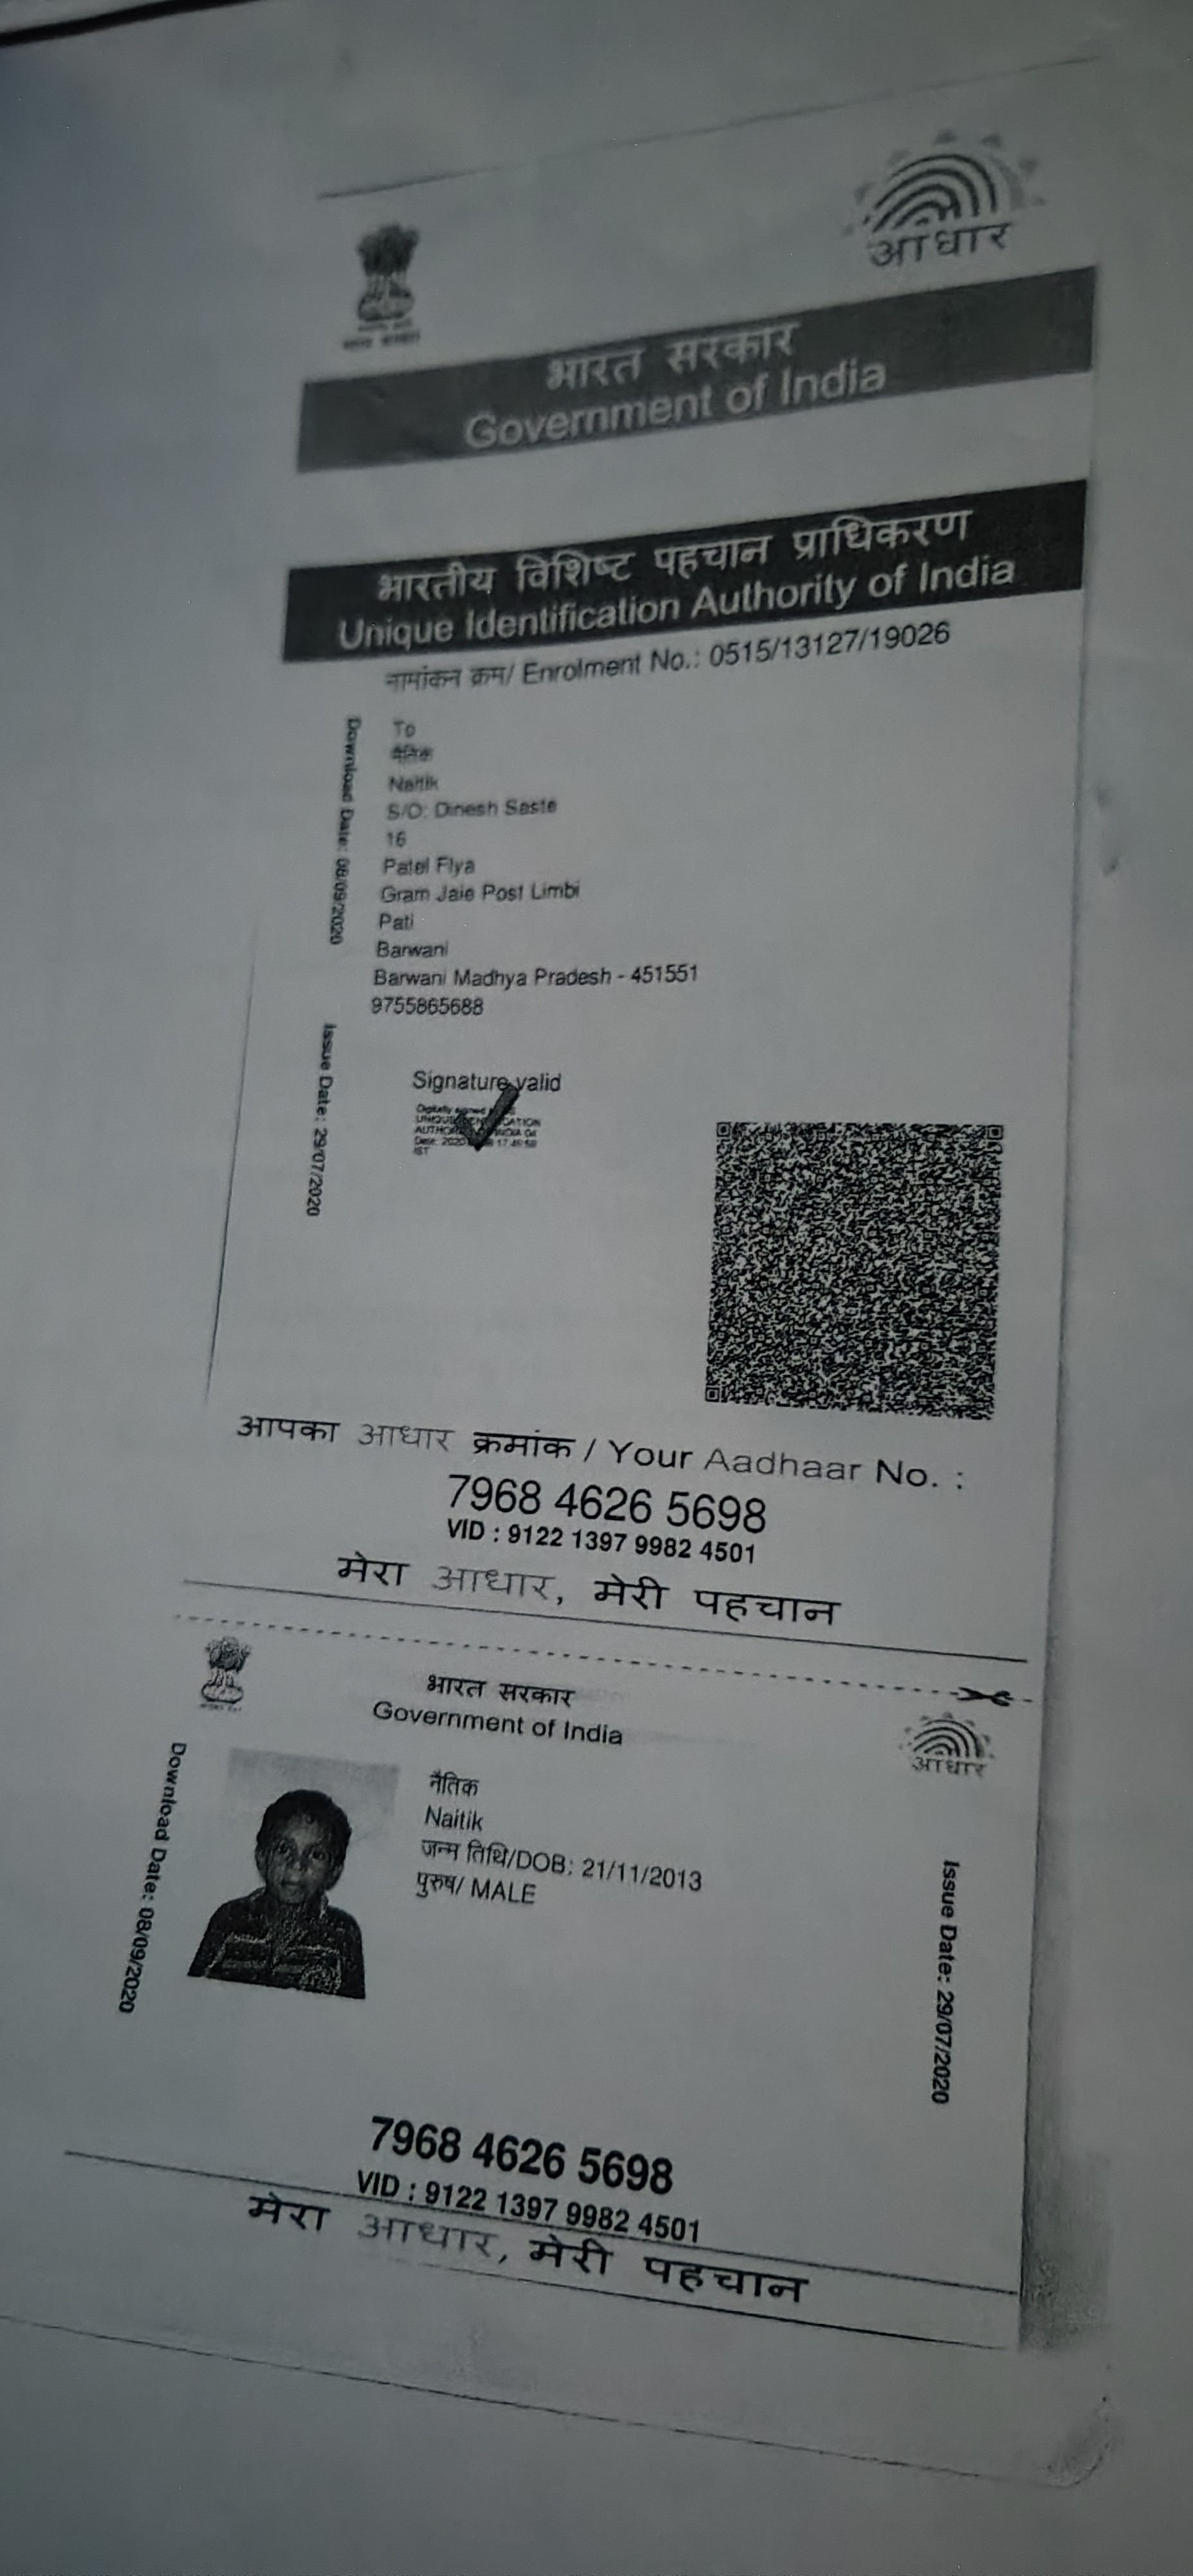 आधार
भारत सरकार
Government of India
भारतीय विशिष्ट पहचान प्राधिकरण
Unique Identification Authority of India
नामांकन क्रम/ Enrolment No.: 0515/13127/19026
Download Date: 08/09/2020
To
नैतिक
Naitik
S/O: Dinesh Saste
16
Patel Flya
Gram Jaie Post Limbi
Pati
Barwani
Barwani Madhya Pradesh - 451551
9755865688
Issue Date: 29/07/2020
Signature valid
आपका आधार क्रमांक / Your Aadhaar No. :
7968 4626 5698
VID : 9122 1397 9982 4501
मेरा आधार, मेरी पहचान
भारत सरकार
Government of India
आधार
Download Date: 08/09/2020
नैतिक
Naitik
जन्म तिथि/DOB: 21/11/2013
पुरुष/ MALE
Issue Date: 29/07/2020
7968 4626 5698
VID : 9122 1397 9982 4501
मेरा आधार, मेरी पहचान